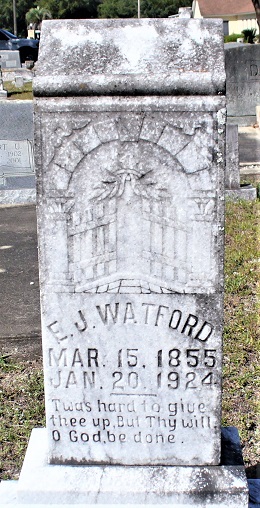 E. J. WATFORD
MAR. 15. 1855
JAN. 20. 1924
Twas hard to give
thee up, But Thy will,
O God, be done.